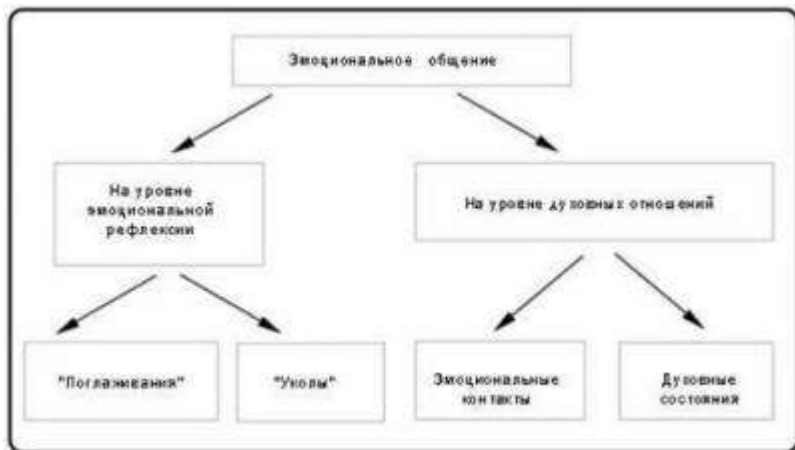 Эмоциональное общение
На уровне
эмоциональной
рефлексии
На уровне духовных отношений
"Поглаживания"
"Уколы"
Эмоциональные
контакты
Духовные
состояния